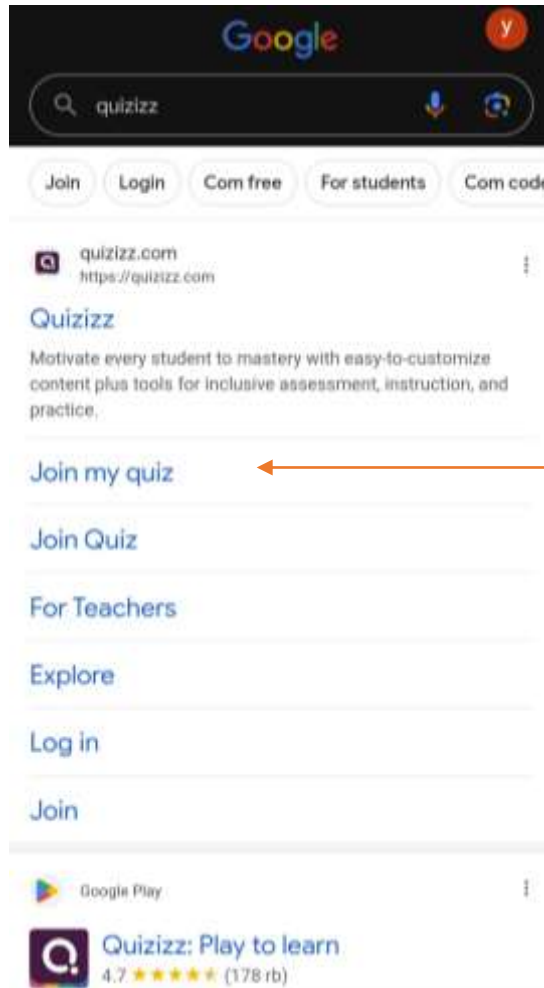 Google
y
quizizz
Join
Login
Com free
For students
Com code
quizizz.com
https://quizizz.com
Quizizz
Motivate every student to mastery with easy-to-customize
content plus tools for inclusive assessment, instruction, and
practice.
Join my quiz
Join Quiz
For Teachers
Explore
Log in
Join
Google Play
Quizizz: Play to learn
4.7 ★★★★★ (178 rb)